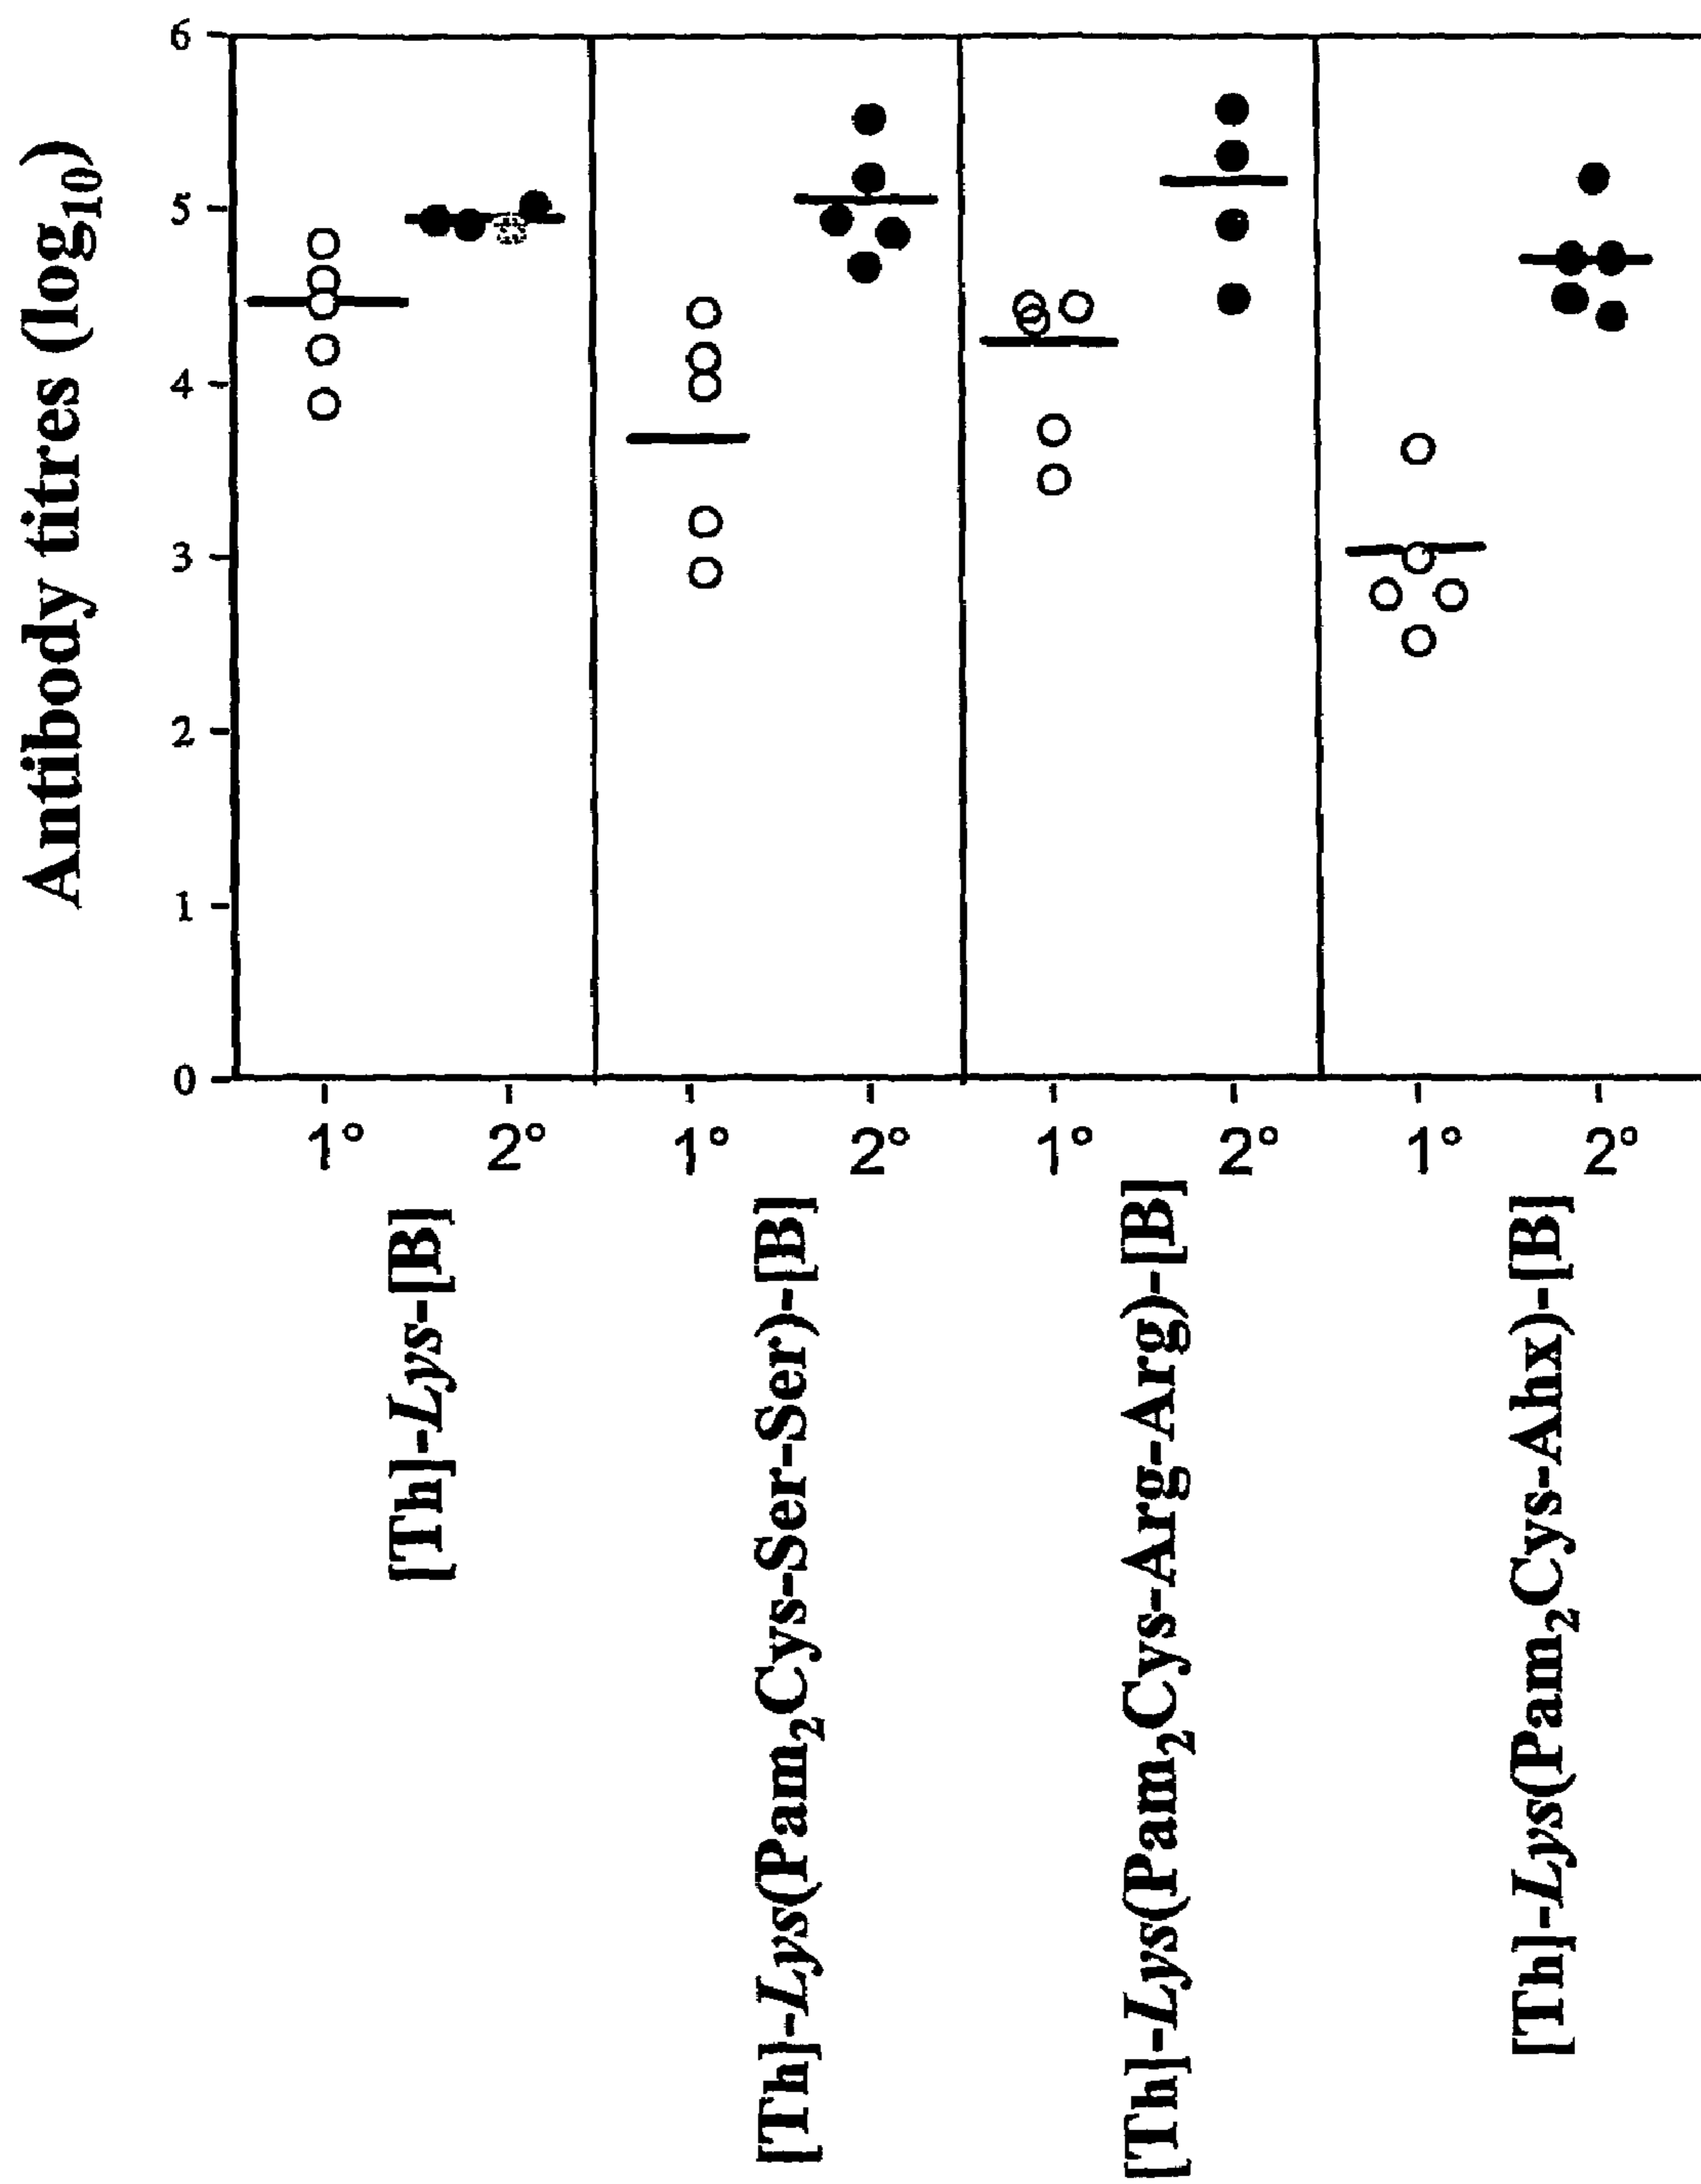 Antibody titres (log10)
6
5
4
3
2
1
0
1° 2° 1° 2° 1° 2° 1° 2°
[Th]-Lys-[B]
[Th]-Lys(Pam2Cys-Ser-Ser)-[B]
[Th]-Lys(Pam2Cys-Arg-Arg)-[B]
[Th]-Lys(Pam2Cys-Ahx)-[B]